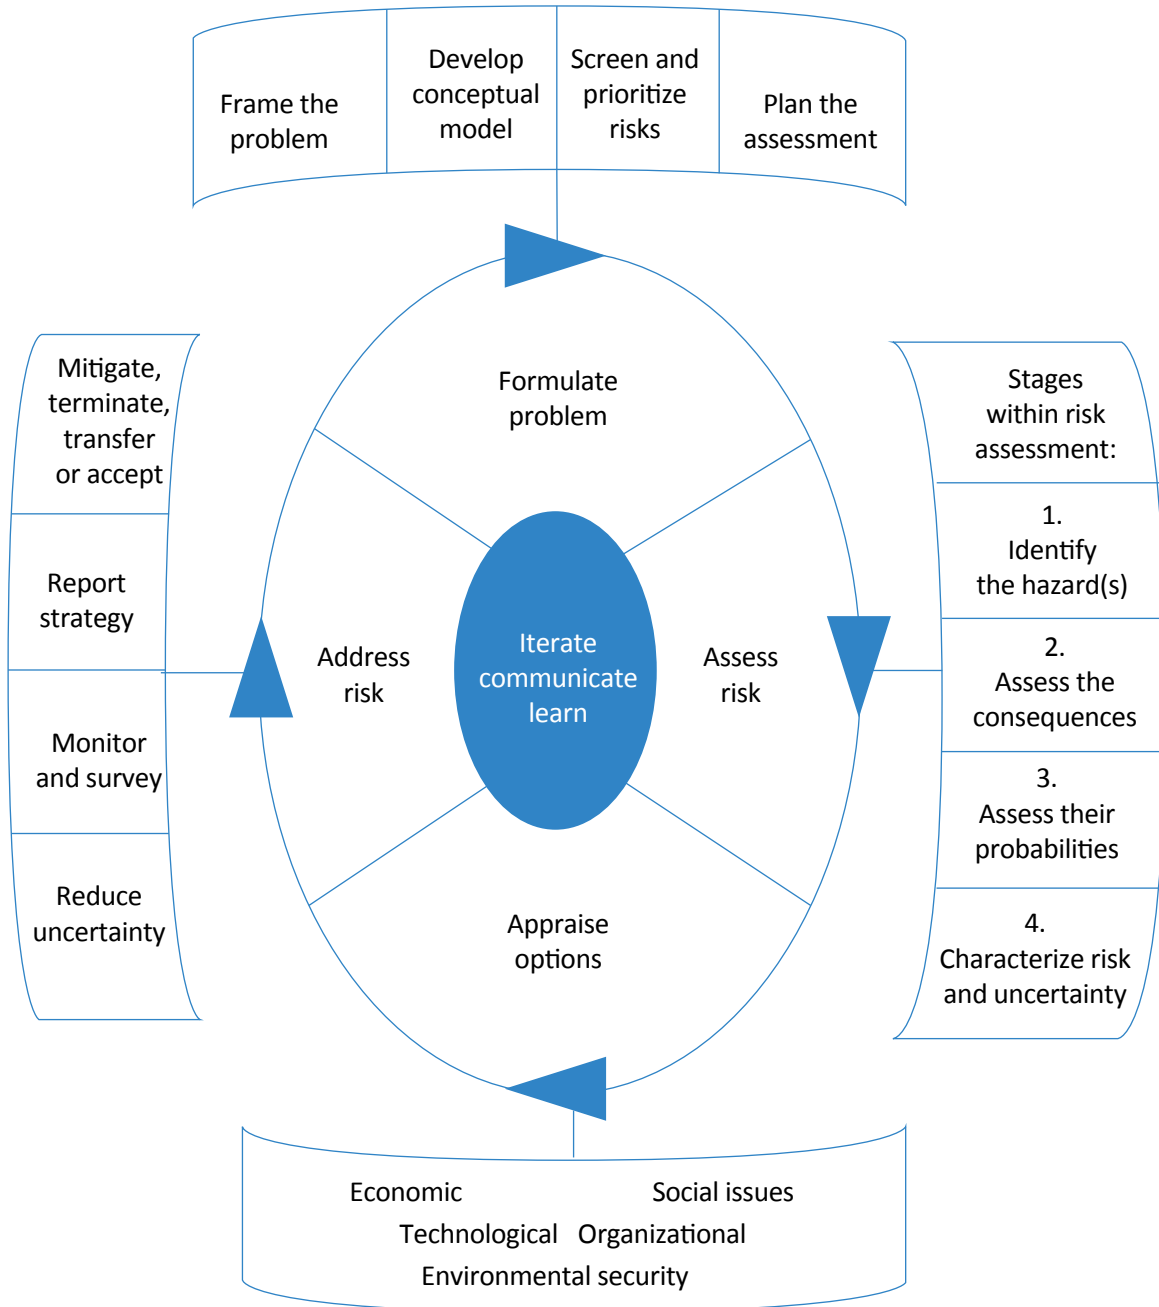 Frame the
problem
Develop
conceptual
model
Screen and
prioritize
risks
Plan the
assessment
Formulate
problem
Mitigate,
terminate,
transfer
or accept
Report
strategy
Monitor
and survey
Reduce
uncertainty
Address
risk
Iterate
communicate
learn
Assess
risk
Stages
within risk
assessment:
1.
Identify
the hazard(s)
2.
Assess the
consequences
3.
Assess their
probabilities
4.
Characterize risk
and uncertainty
Appraise
options
Economic Social issues
Technological Organizational
Environmental security